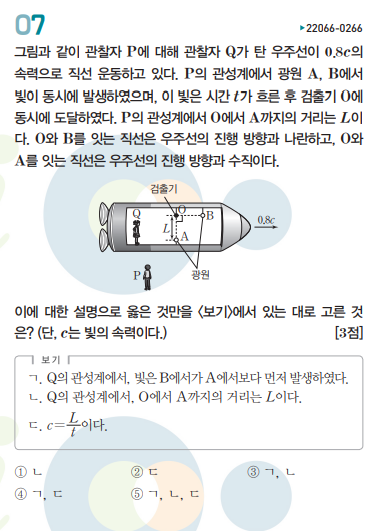 07
▶22066-0266
그림과 같이 관찰자 P에 대해 관찰자 Q가 탄 우주선이 0.8c의
속력으로 직선 운동하고 있다. P의 관성계에서 광원 A, B에서
빛이 동시에 발생하였으며, 이 빛은 시간 t가 흐른 후 검출기 O에
동시에 도달하였다. P의 관성계에서 O에서 A까지의 거리는 L이
다. O와 B를 잇는 직선은 우주선의 진행 방향과 나란하고, O와
A를 잇는 직선은 우주선의 진행 방향과 수직이다.
검출기
Q
O
B
0.8c
L
A
P
광원
이에 대한 설명으로 옳은 것만을 〈보기〉에서 있는 대로 고른 것
은? (단, c는 빛의 속력이다.) [3점]
보기
ㄱ. Q의 관성계에서, 빛은 B에서가 A에서보다 먼저 발생하였다.
ㄴ. Q의 관성계에서, O에서 A까지의 거리는 L이다.
ㄷ. c=L/t이다.
① ㄴ ② ㄷ ③ ㄱ, ㄴ
④ ㄱ, ㄷ ⑤ ㄱ, ㄴ, ㄷ